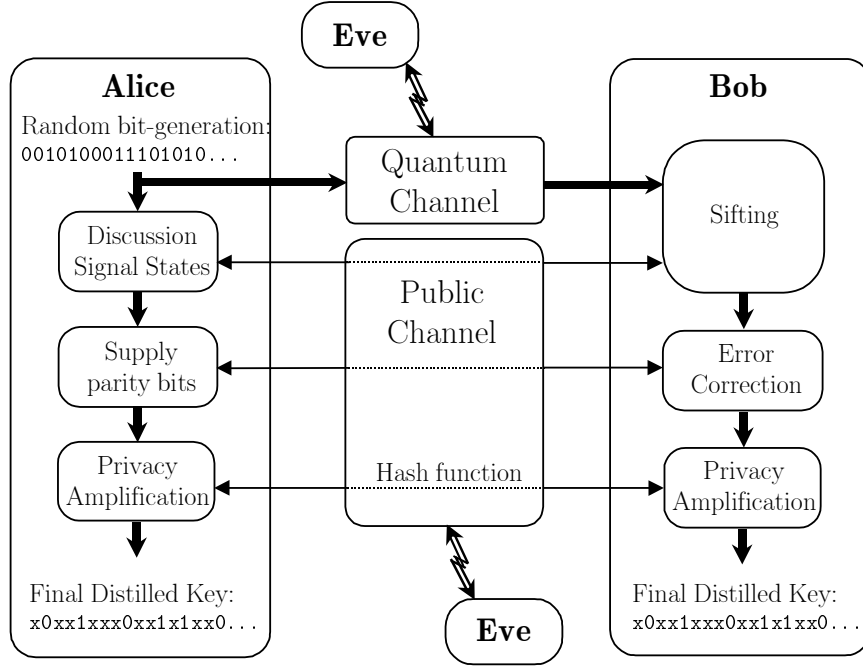 Eve
Alice
Random bit-generation:
0010100011101010...
Discussion
Signal States
Supply
parity bits
Privacy
Amplification
Final Distilled Key:
x0xx1xxx0xx1x1xx0...
Quantum
Channel
Public
Channel
Hash function
Eve
Bob
Sifting
Error
Correction
Privacy
Amplification
Final Distilled Key:
x0xx1xxx0xx1x1xx0...